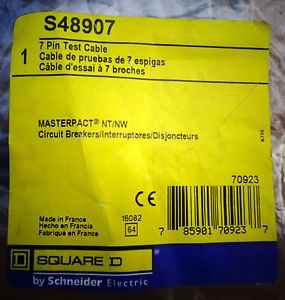 S48907
1
7 Pin Test Cable
Cable de pruebas de 7 espigas
Câble d'essai à 7 broches
MASTERPACT® NT/NW
Circuit Breakers/Interruptores/Disjoncteurs
CE
70923
Made in France
Hecho en Francia
Fabriqué en France
16082
64
7 85901 70923 7
SQUARE D
by Schneider Electric